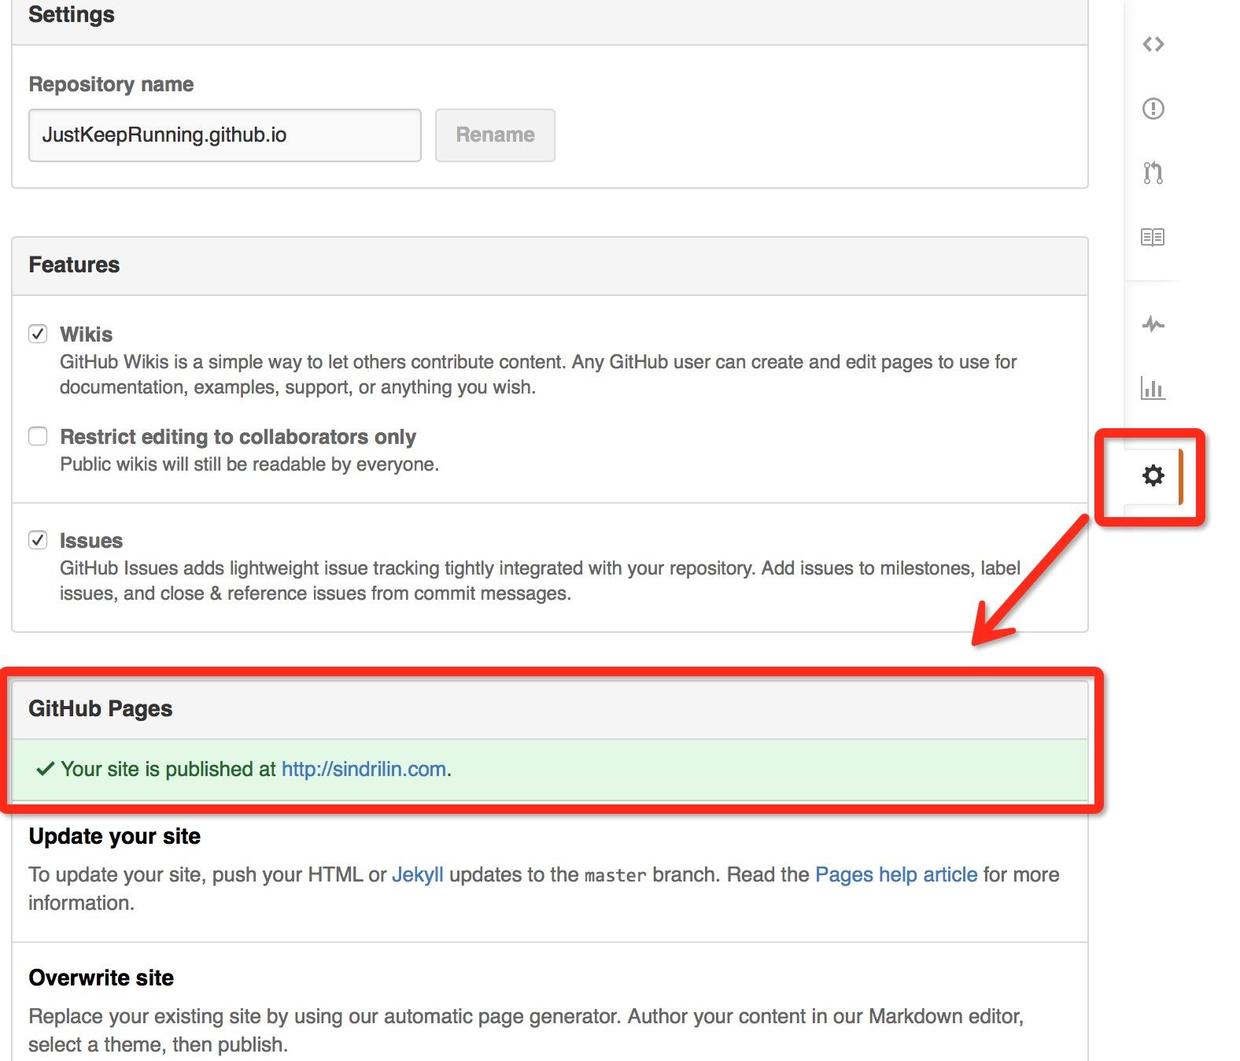 Settings
Repository name
JustKeepRunning.github.io
Rename
Features
Wikis
GitHub Wikis is a simple way to let others contribute content. Any GitHub user can create and edit pages to use for
documentation, examples, support, or anything you wish.
Restrict editing to collaborators only
Public wikis will still be readable by everyone.
Issues
GitHub Issues adds lightweight issue tracking tightly integrated with your repository. Add issues to milestones, label
issues, and close & reference issues from commit messages.
GitHub Pages
Your site is published at http://sindrilin.com.
Update your site
To update your site, push your HTML or Jekyll updates to the master branch. Read the Pages help article for more
information.
Overwrite site
Replace your existing site by using our automatic page generator. Author your content in our Markdown editor,
select a theme, then publish.